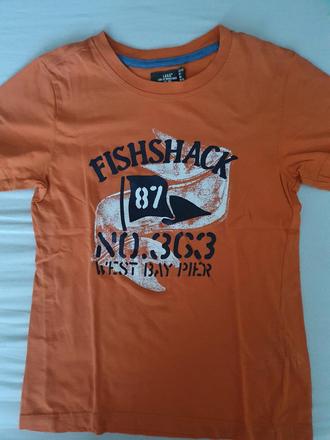 L.O.G.G.
FISHSHACK
87
NO.363
WEST BAY PIER